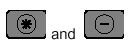 ⊛ and ⊖